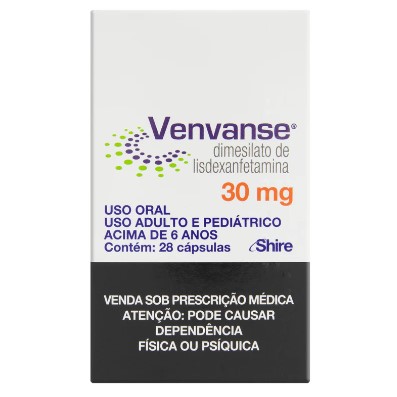 Venvanse®
dimesilato de
lisdexanfetamina
30 mg
USO ORAL
USO ADULTO E PEDIÁTRICO
ACIMA DE 6 ANOS
Contém: 28 cápsulas
Shire
VENDA SOB PRESCRIÇÃO MÉDICA
ATENÇÃO: PODE CAUSAR
DEPENDÊNCIA
FÍSICA OU PSÍQUICA